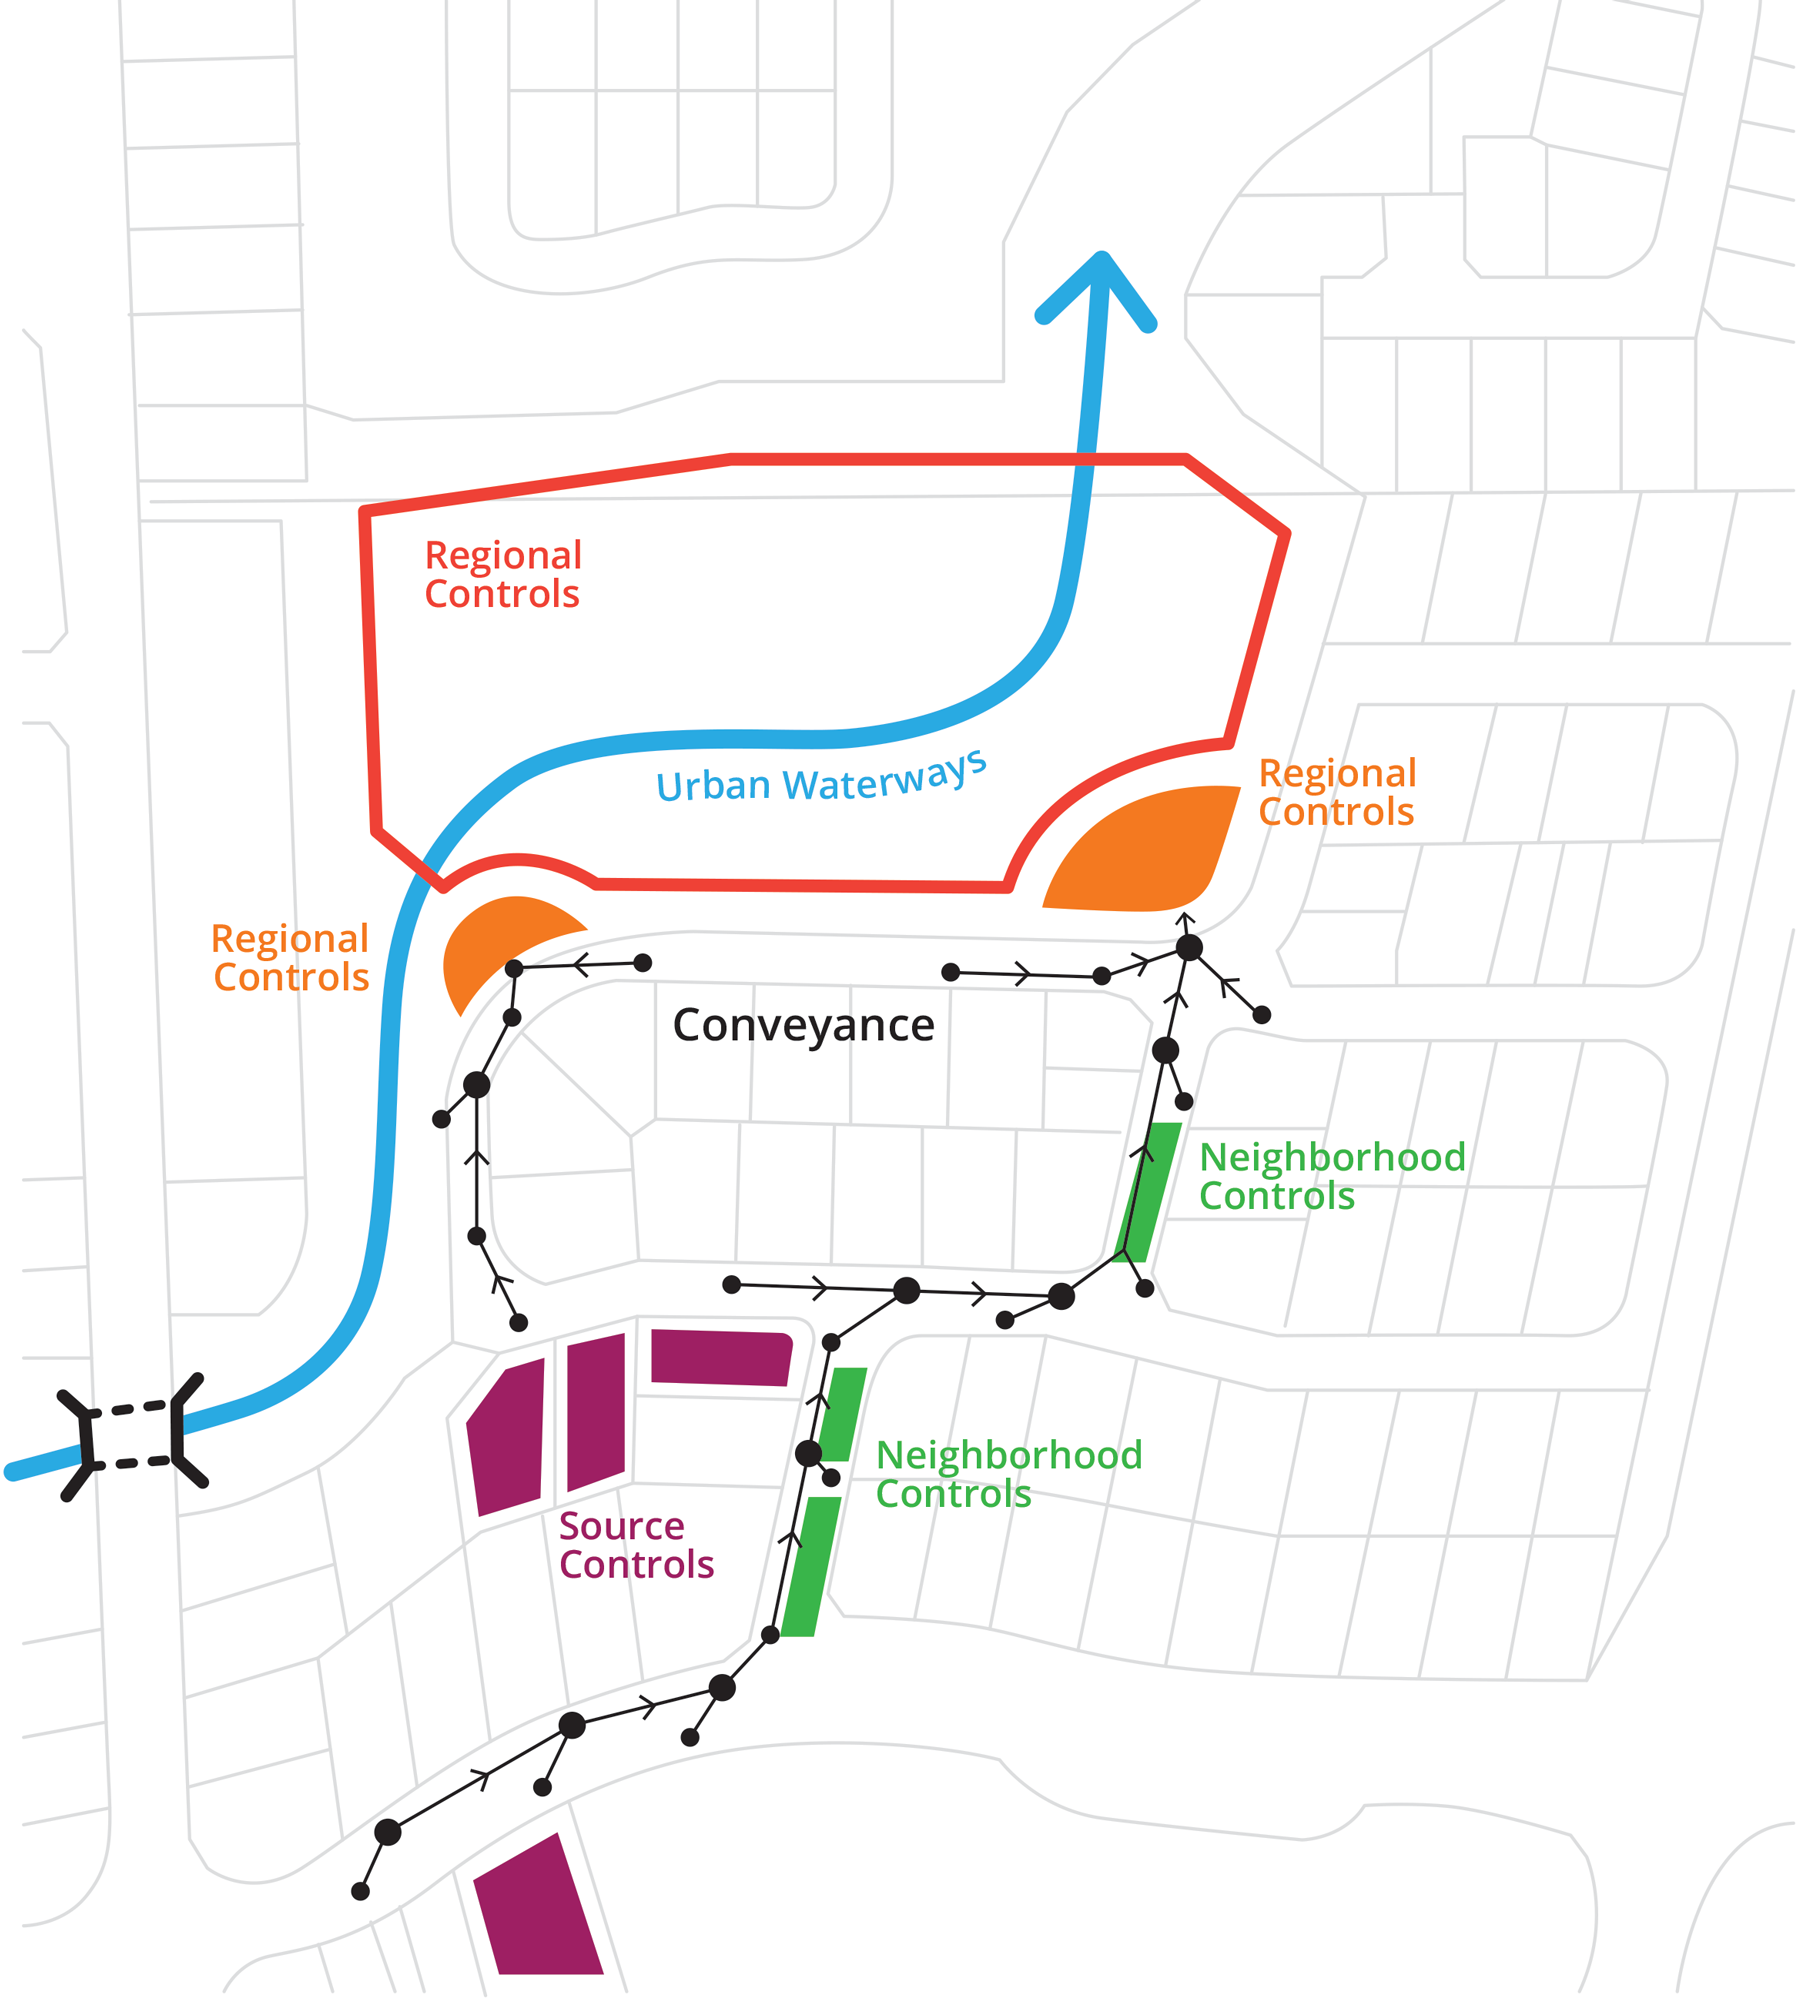 Regional
Controls
Urban Waterways
Regional
Controls
Regional
Controls
Conveyance
Neighborhood
Controls
Neighborhood
Controls
Source
Controls